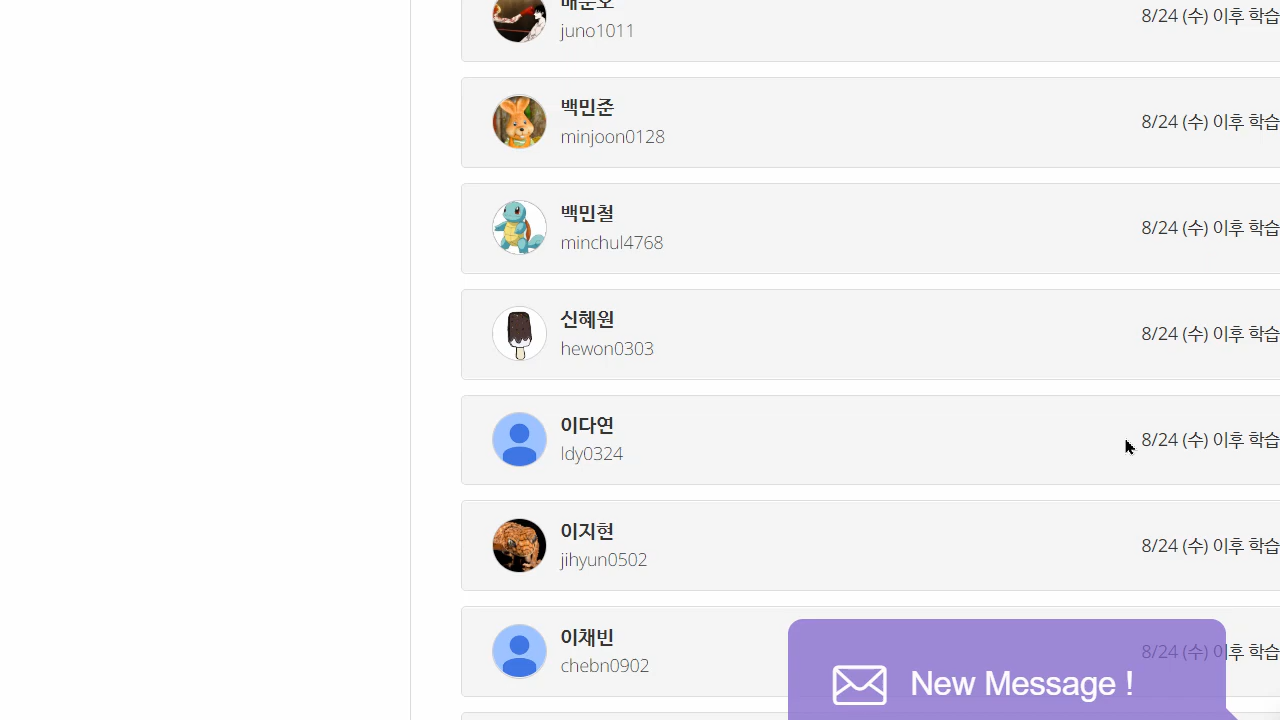 juno1011
8/24 (수) 이후 학습
백민준
minjoon0128
8/24 (수) 이후 학습
백민철
minchul4768
8/24 (수) 이후 학습
신혜원
hewon0303
8/24 (수) 이후 학습
이다연
ldy0324
8/24 (수) 이후 학습
이지현
jihyun0502
8/24 (수) 이후 학습
이채빈
chebn0902
8/24 (수) 이후 학습
New Message !